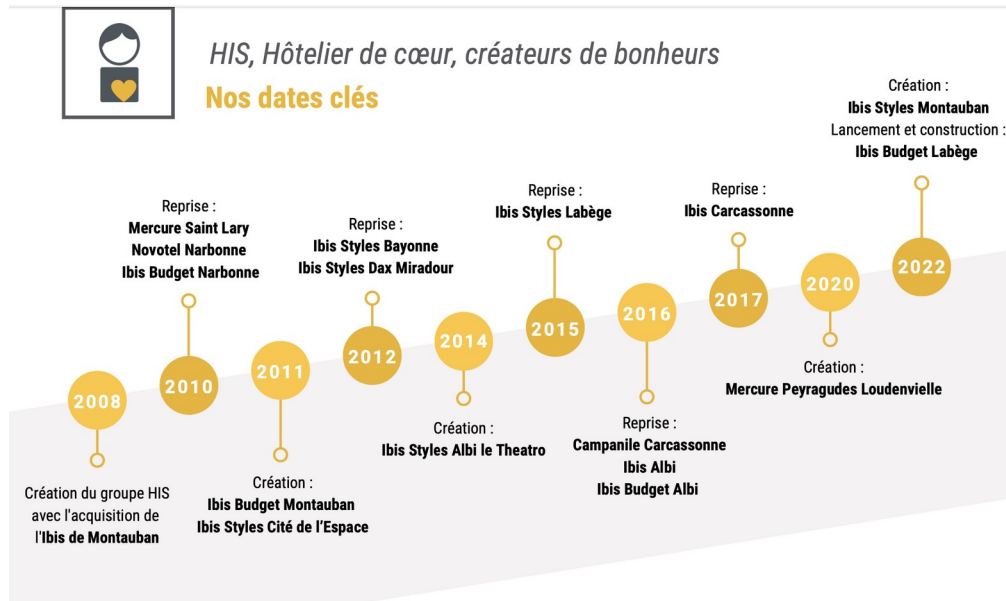 HIS, Hôtelier de cœur, créateurs de bonheurs
Nos dates clés
2008
Création du groupe HIS
avec l'acquisition de
l'Ibis de Montauban
Reprise :
Mercure Saint Lary
Novotel Narbonne
Ibis Budget Narbonne
2010
2011
Création :
Ibis Budget Montauban
Ibis Styles Cité de l’Espace
Reprise :
Ibis Styles Bayonne
Ibis Styles Dax Miradour
2012
2014
Création :
Ibis Styles Albi le Theatro
Reprise :
Ibis Styles Labège
2015
2016
Reprise :
Campanile Carcassonne
Ibis Albi
Ibis Budget Albi
Reprise :
Ibis Carcassonne
2017
2020
Création :
Mercure Peyragudes Loudenvielle
Création :
Ibis Styles Montauban
Lancement et construction :
Ibis Budget Labège
2022